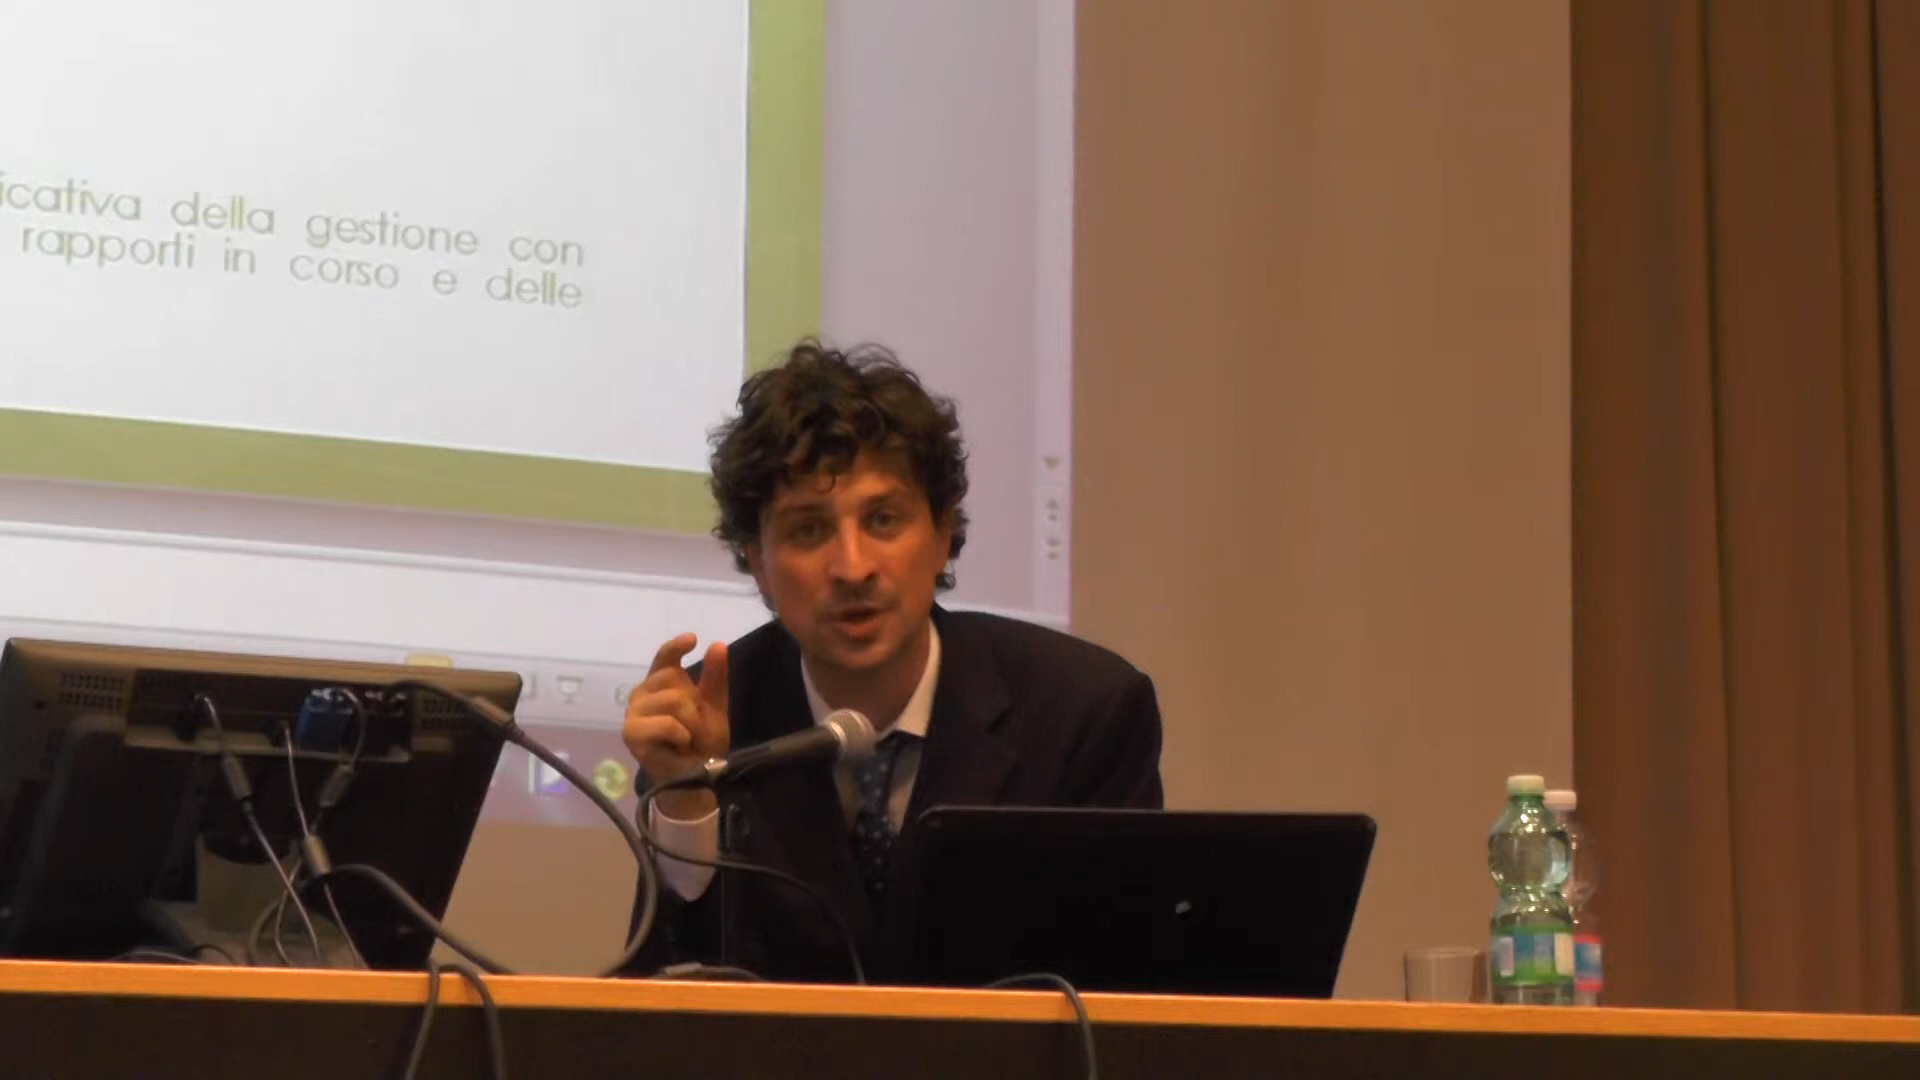 icativa della gestione con
rapporti in corso e delle